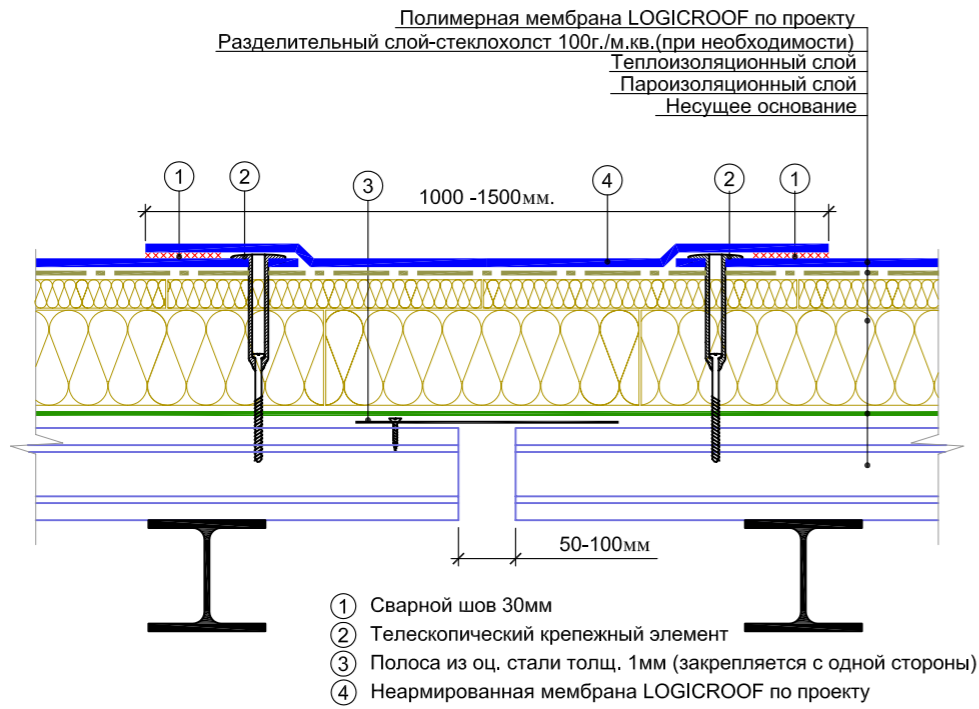 Полимерная мембрана LOGICROOF по проекту
Разделительный слой-стеклохолст 100г./м.кв.(при необходимости)
Теплоизоляционный слой
Пароизоляционный слой
Несущее основание
1 2 3 4 2 1
1000 -1500мм.
50-100мм
1 Сварной шов 30мм
2 Телескопический крепежный элемент
3 Полоса из оц. стали толщ. 1мм (закрепляется с одной стороны)
4 Неармированная мембрана LOGICROOF по проекту